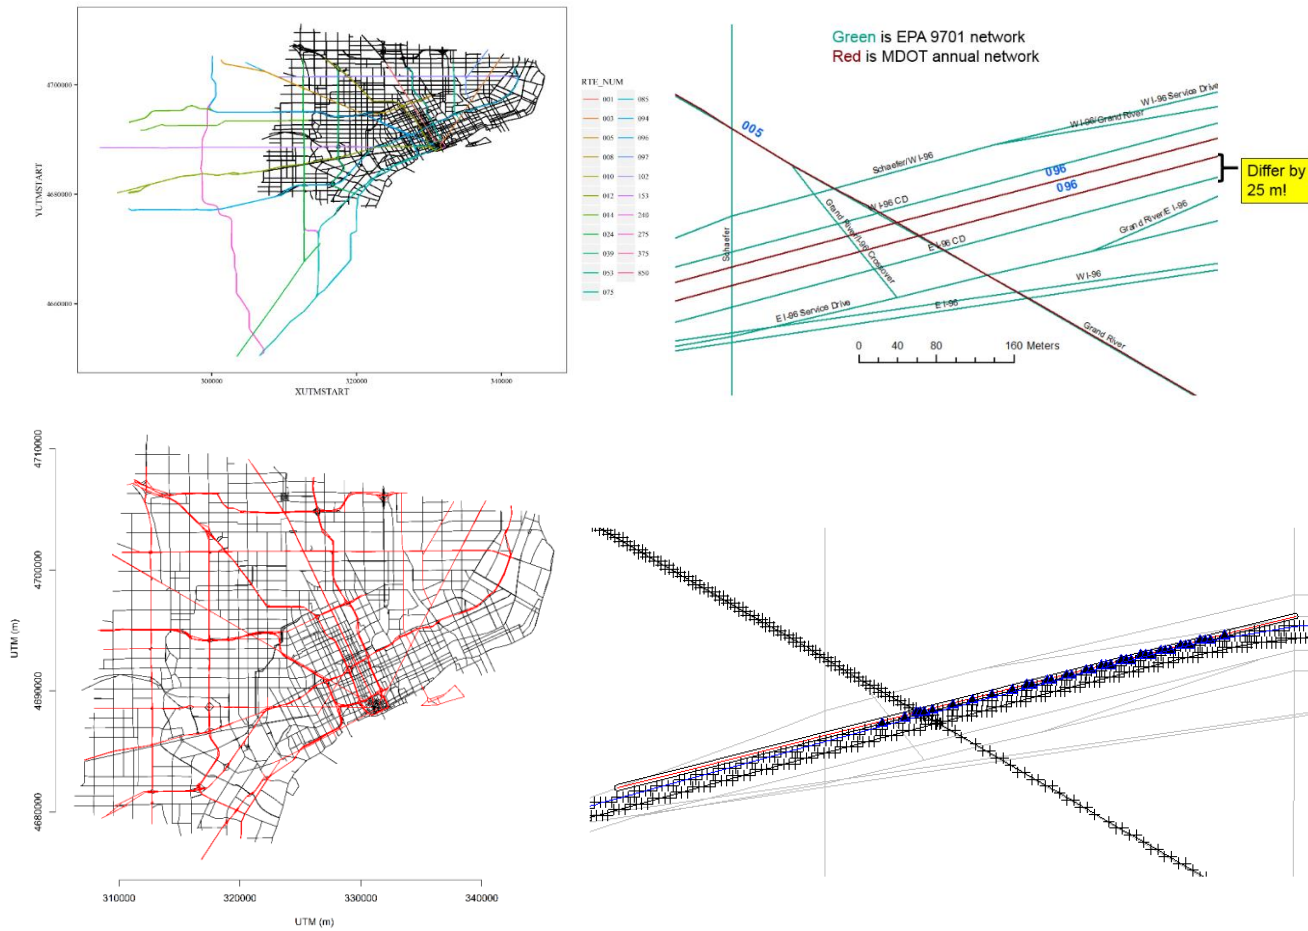 4700000
4680000
4660000
YUTMSTART
300000
320000
340000
XUTMSTART
RTE_NUM
001
003
005
008
010
042
044
024
039
053
075
085
094
096
097
102
153
240
275
375
850
Green is EPA 9701 network
Red is MDOT annual network
005
W I-96 Service Drive
W I-96/Grand River
Schaefer/W I-96
096
096
W I-96 CD
Differ by
25 m!
Grand River/I-96 Crossover
Grand River/E I-96
Schaefer
E I-96 CD
W I-96
E I-96 Service Drive
E I-96
Grand River
0 40 80 160 Meters
4710000
4700000
4690000
4680000
UTM (m)
310000
320000
330000
340000
UTM (m)